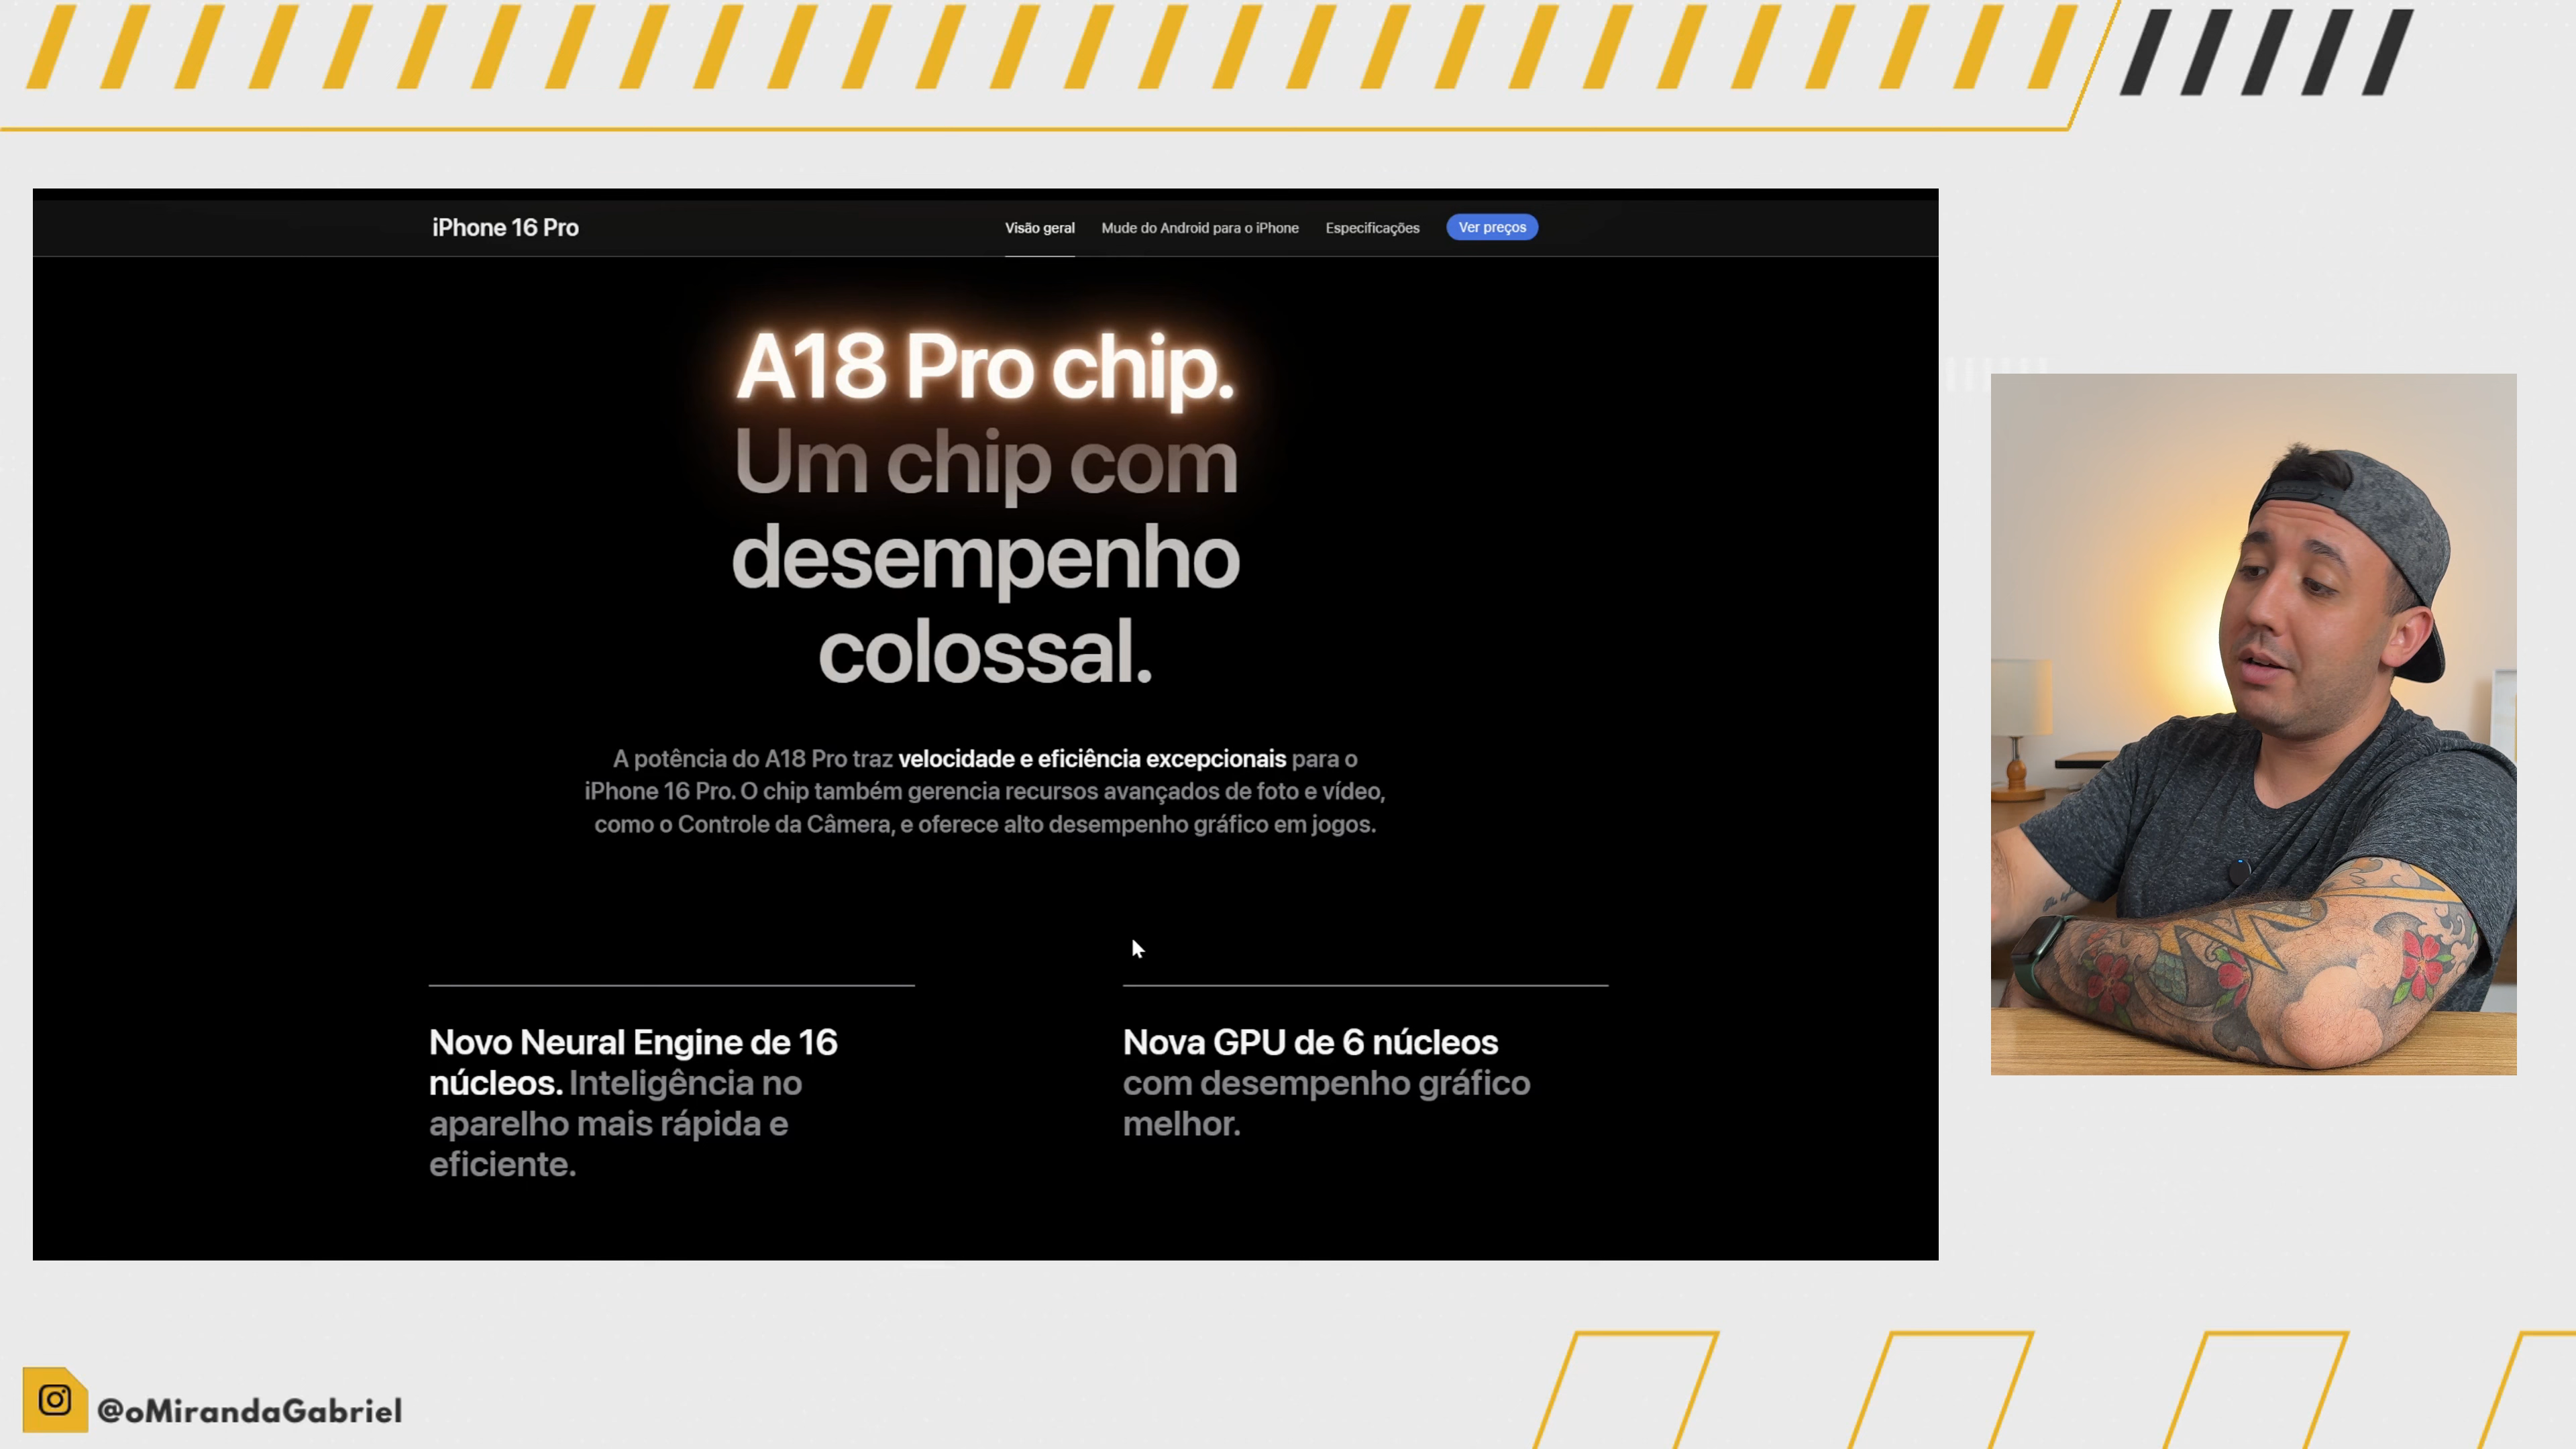 iPhone 16 Pro
Visão geral
Mude do Android para o iPhone
Especificações
Ver preços
A18 Pro chip.
Um chip com
desempenho
colossal.
A potência do A18 Pro traz velocidade e eficiência excepcionais para o
iPhone 16 Pro. O chip também gerencia recursos avançados de foto e vídeo,
como o Controle da Câmera, e oferece alto desempenho gráfico em jogos.
Novo Neural Engine de 16
núcleos. Inteligência no
aparelho mais rápida e
eficiente.
Nova GPU de 6 núcleos
com desempenho gráfico
melhor.
@oMirandaGabriel